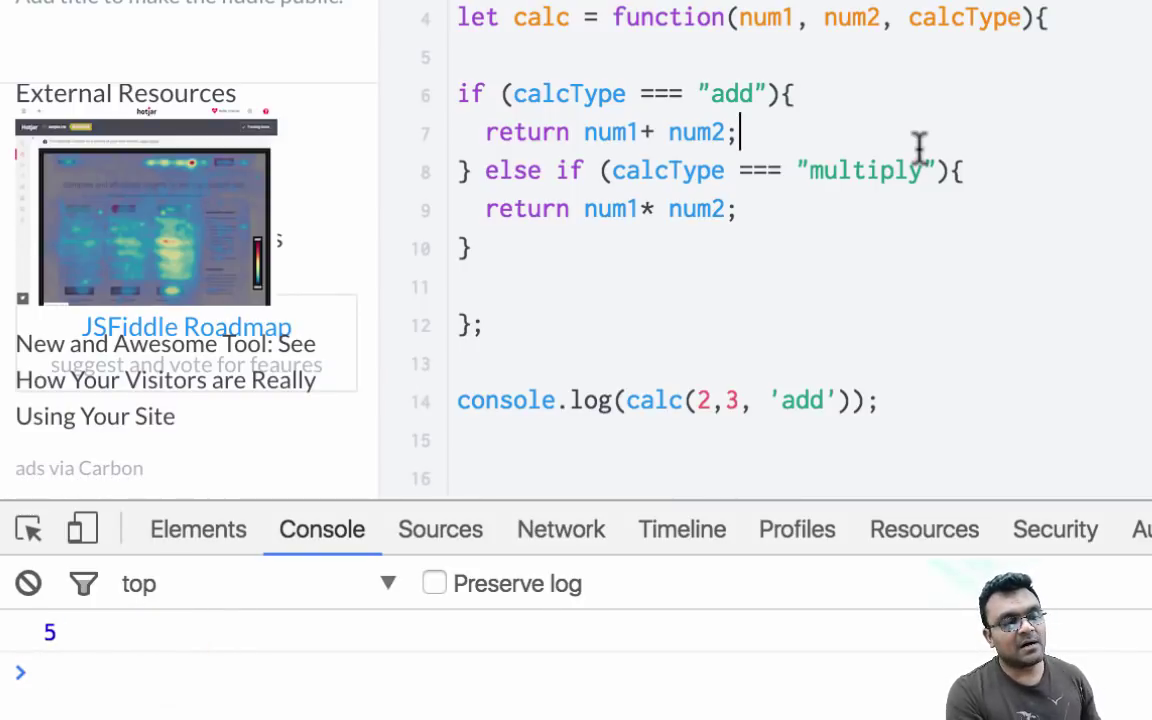 Add title to make the fiddle public.
External Resources
hotjar
JSFiddle Roadmap
suggest and vote for feaures
New and Awesome Tool: See
How Your Visitors are Really
Using Your Site
ads via Carbon
4 let calc = function(num1, num2, calcType){
5
6 if (calcType === "add"){
7 return num1+ num2;
8 } else if (calcType === "multiply"){
9 return num1* num2;
10 }
11
12 };
13
14 console.log(calc(2,3, 'add'));
15
16
Elements Console Sources Network Timeline Profiles Resources Security Au
top Preserve log
5